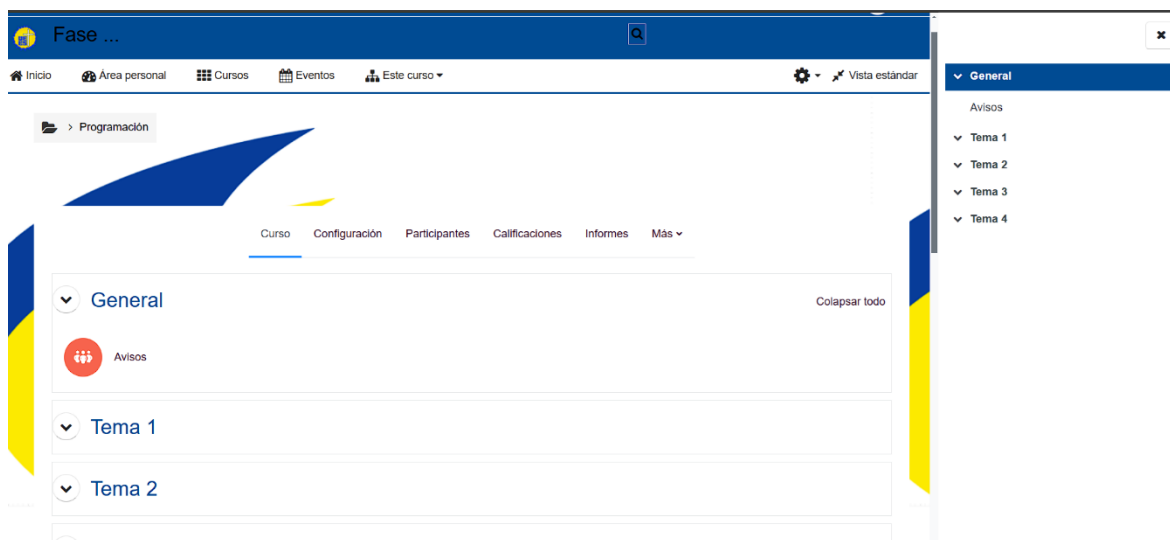 Fase ...
Inicio Área personal Cursos Eventos Este curso Vista estándar
> Programación
Curso Configuración Participantes Calificaciones Informes Más
General Colapsar todo
Avisos
Tema 1
Tema 2
General
Avisos
Tema 1
Tema 2
Tema 3
Tema 4